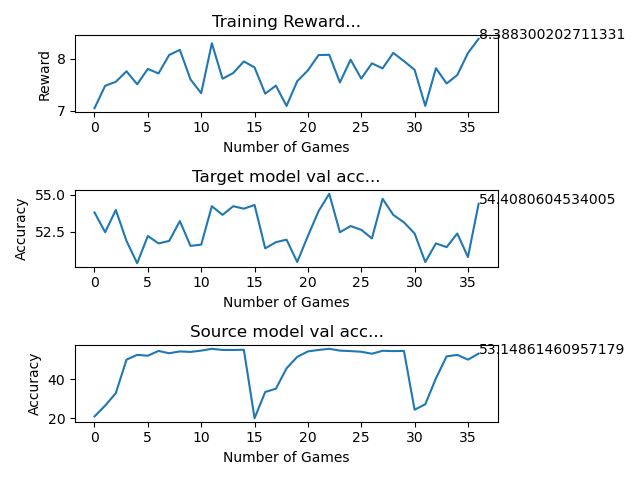 Training Reward...
8.388300202711331
8
7
Reward
0 5 10 15 20 25 30 35
Number of Games
Target model val acc...
54.4080604534005
55.0
52.5
Accuracy
0 5 10 15 20 25 30 35
Number of Games
Source model val acc...
53.14861460957179
40
20
Accuracy
0 5 10 15 20 25 30 35
Number of Games